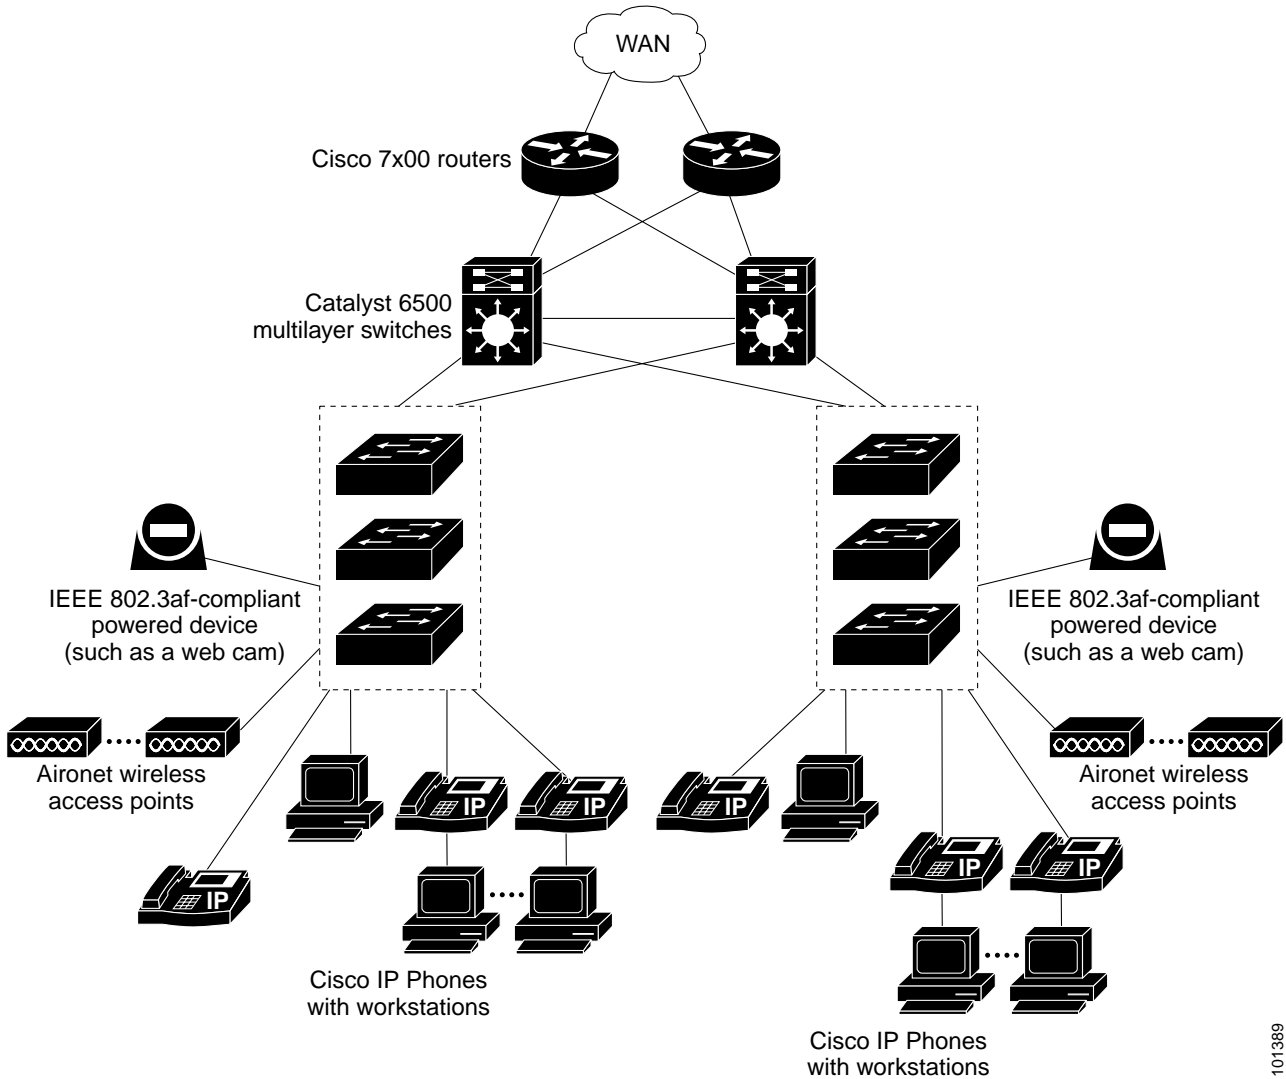 WAN
Cisco 7x00 routers
Catalyst 6500
multilayer switches
IEEE 802.3af-compliant
powered device
(such as a web cam)
IEEE 802.3af-compliant
powered device
(such as a web cam)
Aironet wireless
access points
Aironet wireless
access points
IP
IP
IP
IP
IP
IP
Cisco IP Phones
with workstations
Cisco IP Phones
with workstations
101389